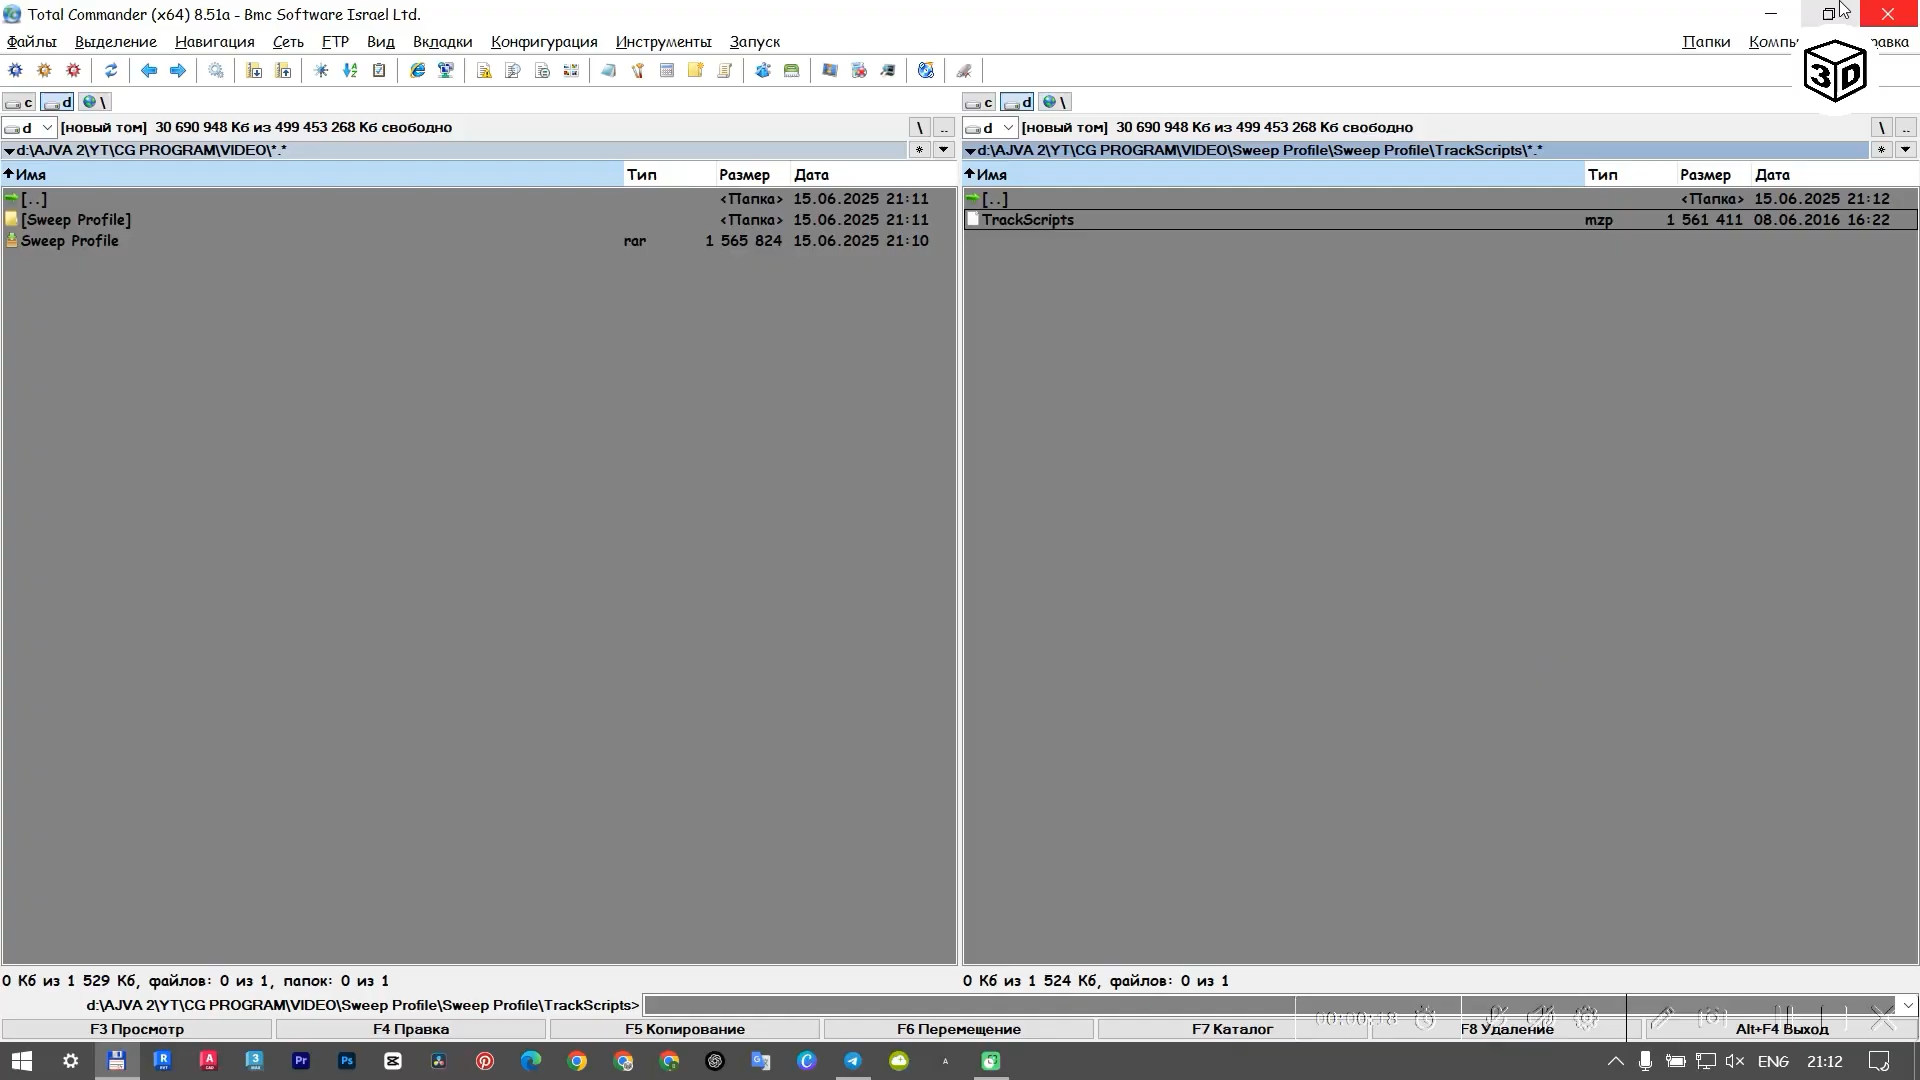 Total Commander (x64) 8.51a - Bmc Software Israel Ltd.
Файлы Выделение Навигация Сеть FTP Вид Вкладки Конфигурация Инструменты Запуск Папки
3D
c d \ c d \
d [новый том] 30 690 948 Кб из 499 453 268 Кб свободно \ .. d [новый том] 30 690 948 Кб из 499 453 268 Кб свободно \ ..
d:\AJVA 2\YT\CG PROGRAM\VIDEO\*.* * d:\AJVA 2\YT\CG PROGRAM\VIDEO\Sweep Profile\Sweep Profile\TrackScripts\*.* *
Имя Тип Размер Дата Имя Тип Размер Дата
[..] <Папка> 15.06.2025 21:11 [..] <Папка> 15.06.2025 21:12
[Sweep Profile] <Папка> 15.06.2025 21:11 TrackScripts mzp 1 561 411 08.06.2016 16:22
Sweep Profile rar 1 565 824 15.06.2025 21:10
0 Кб из 1 529 Кб, файлов: 0 из 1, папок: 0 из 1 0 Кб из 1 524 Кб, файлов: 0 из 1
d:\AJVA 2\YT\CG PROGRAM\VIDEO\Sweep Profile\Sweep Profile\TrackScripts>
F3 Просмотр F4 Правка F5 Копирование F6 Перемещение F7 Каталог F8 Удаление Alt+F4 Выход
ENG 21:12